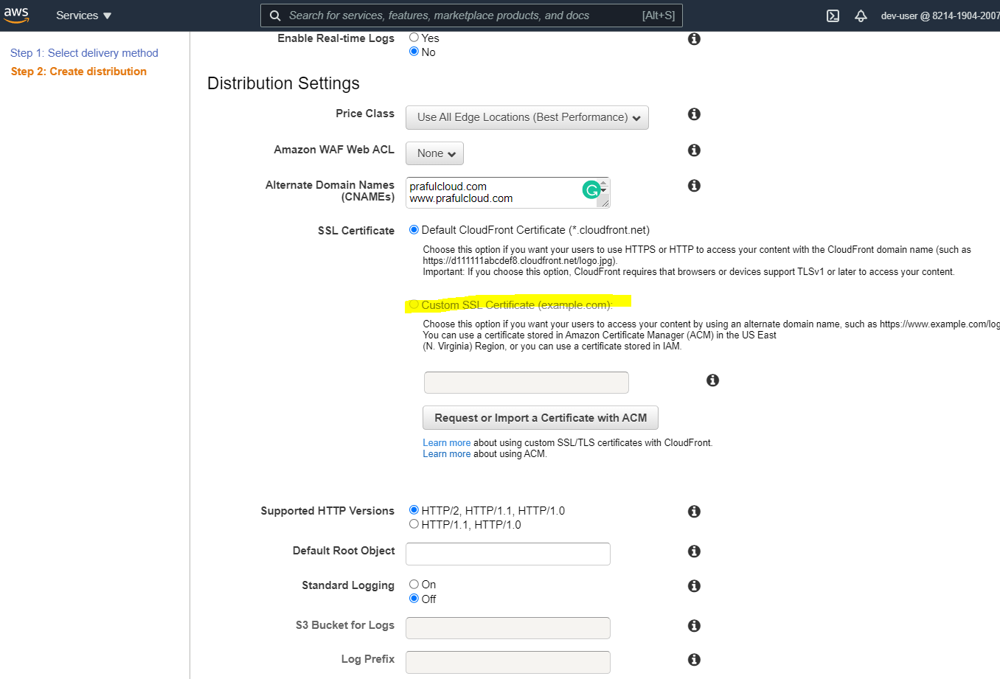 aws
Services
Search for services, features, marketplace products, and docs
[Alt+S]
dev-user @ 8214-1904-2007
Step 1: Select delivery method
Step 2: Create distribution
Enable Real-time Logs
Yes
No
Distribution Settings
Price Class
Use All Edge Locations (Best Performance)
Amazon WAF Web ACL
None
Alternate Domain Names
(CNAMEs)
prafulcloud.com
www.prafulcloud.com
SSL Certificate
Default CloudFront Certificate (*.cloudfront.net)
Choose this option if you want your users to use HTTPS or HTTP to access your content with the CloudFront domain name (such as
https://d111111abcdef8.cloudfront.net/logo.jpg).
Important: If you choose this option, CloudFront requires that browsers or devices support TLSv1 or later to access your content.
Custom SSL Certificate (example.com):
Choose this option if you want your users to access your content by using an alternate domain name, such as https://www.example.com/log
You can use a certificate stored in Amazon Certificate Manager (ACM) in the US East
(N. Virginia) Region, or you can use a certificate stored in IAM.
Request or Import a Certificate with ACM
Learn more about using custom SSL/TLS certificates with CloudFront.
Learn more about using ACM.
Supported HTTP Versions
HTTP/2, HTTP/1.1, HTTP/1.0
HTTP/1.1, HTTP/1.0
Default Root Object
Standard Logging
On
Off
S3 Bucket for Logs
Log Prefix